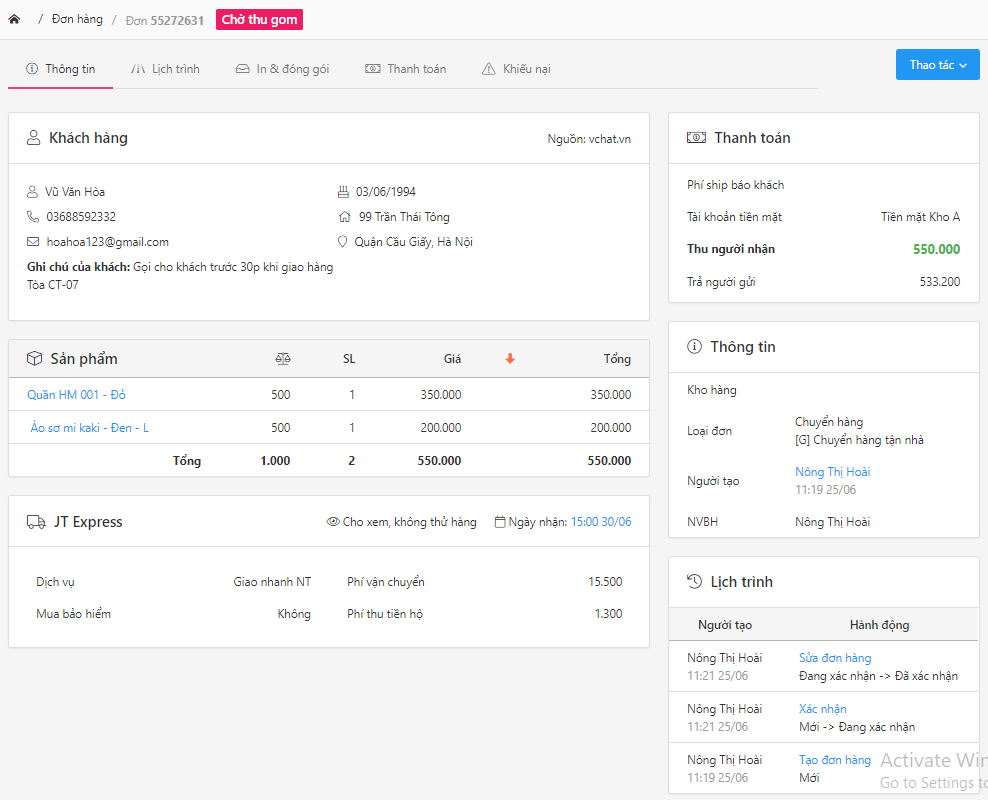 / Đơn hàng / Đơn 55272631 Chờ thu gom
Thông tin Lịch trình In & đóng gói Thanh toán Khiếu nại Thao tác
Khách hàng Nguồn: vchat.vn
Vũ Văn Hòa 03/06/1994
03688592332 99 Trần Thái Tông
hoahoa123@gmail.com Quận Cầu Giấy, Hà Nội
Ghi chú của khách: Gọi cho khách trước 30p khi giao hàng
Tòa CT-07
Sản phẩm SL Giá Tổng
Quần HM 001 - Đỏ 500 1 350.000 350.000
Áo sơ mi kaki - Đen - L 500 1 200.000 200.000
Tổng 1.000 2 550.000 550.000
JT Express Cho xem, không thử hàng Ngày nhận: 15:00 30/06
Dịch vụ Giao nhanh NT Phí vận chuyển 15.500
Mua bảo hiểm Không Phí thu tiền hộ 1.300
Thanh toán
Phí ship báo khách
Tài khoản tiền mặt Tiền mặt Kho A
Thu người nhận 550.000
Trả người gửi 533.200
Thông tin
Kho hàng
Loại đơn Chuyển hàng
[G] Chuyển hàng tận nhà
Người tạo Nông Thị Hoài
11:19 25/06
NVBH Nông Thị Hoài
Lịch trình
Người tạo Hành động
Nông Thị Hoài Sửa đơn hàng
11:21 25/06 Đang xác nhận -> Đã xác nhận
Nông Thị Hoài Xác nhận
11:21 25/06 Mới -> Đang xác nhận
Nông Thị Hoài Tạo đơn hàng
11:19 25/06 Mới
Activate Win
Go to Settings to